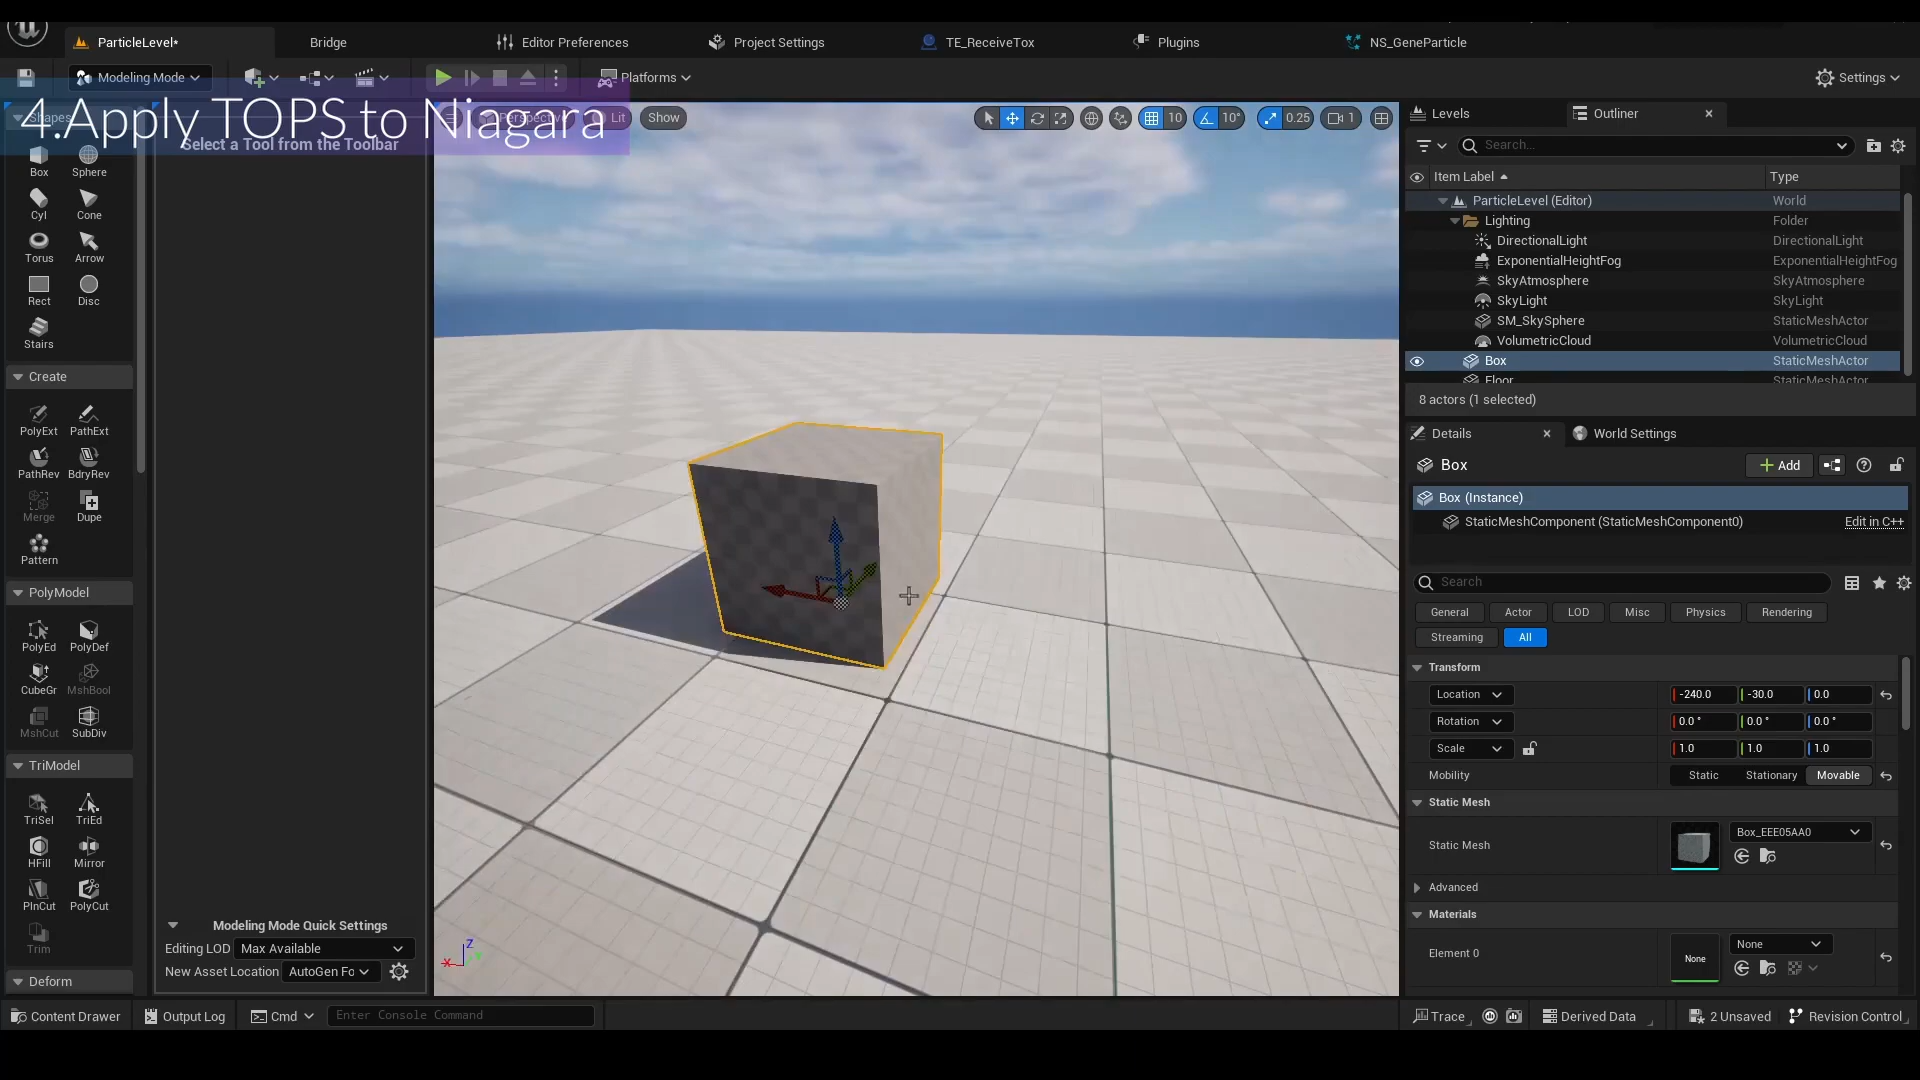 ParticleLevel*
Bridge
Editor Preferences
Project Settings
TE_ReceiveTox
Plugins
NS_GeneParticle
Modeling Mode
Platforms
Settings
4.Apply TOPS to Niagara
Shapes
Select a Tool from the Toolbar
Perspective
Lit
Show
10
10°
0.25
1
Box
Sphere
Cyl
Cone
Torus
Arrow
Rect
Disc
Stairs
Create
PolyExt
PathExt
PathRev
BdryRev
Merge
Dupe
Pattern
PolyModel
PolyEd
PolyDef
CubeGr
MshBool
MshCut
SubDiv
TriModel
TriSel
TriEd
HFill
Mirror
PlnCut
PolyCut
Trim
Deform
Modeling Mode Quick Settings
Editing LOD
Max Available
New Asset Location
AutoGen Fo
Z
X
Y
Levels
Outliner
Search...
Item Label
Type
ParticleLevel (Editor)
World
Lighting
Folder
DirectionalLight
DirectionalLight
ExponentialHeightFog
ExponentialHeightFog
SkyAtmosphere
SkyAtmosphere
SkyLight
SkyLight
SM_SkySphere
StaticMeshActor
VolumetricCloud
VolumetricCloud
Box
StaticMeshActor
Floor
StaticMeshActor
8 actors (1 selected)
Details
World Settings
Box
Add
Box (Instance)
StaticMeshComponent (StaticMeshComponent0)
Edit in C++
Search
General
Actor
LOD
Misc
Physics
Rendering
Streaming
All
Transform
Location
-240.0
-30.0
0.0
Rotation
0.0 °
0.0 °
0.0 °
Scale
1.0
1.0
1.0
Mobility
Static
Stationary
Movable
Static Mesh
Static Mesh
Box_EEE05AA0
Advanced
Materials
Element 0
None
None
Content Drawer
Output Log
Cmd
Enter Console Command
Trace
Derived Data
2 Unsaved
Revision Control